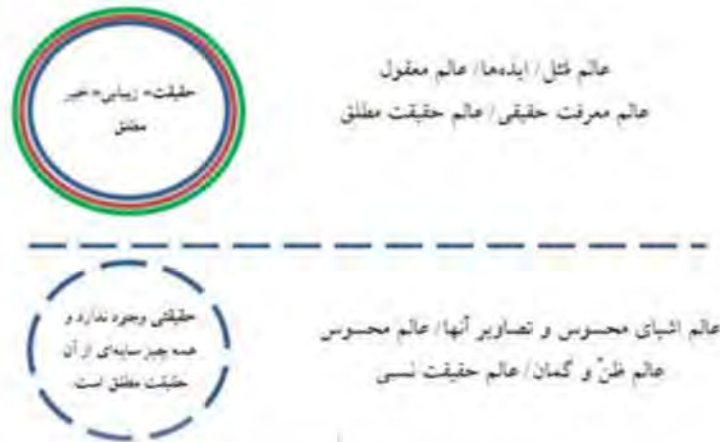 حقیقت= زیبایی= خیر
مطلق
عالم مُثل/ ایده‌ها/ عالم معقول
عالم معرفت حقیقی/ عالم حقیقت مطلق
حقیقتی وجود ندارد و
همه چیز سایه‌ای از آن
حقیقت مطلق است.
عالم اشیای محسوس و تصاویر آنها/ عالم محسوس
عالم ظنّ و گمان/ عالم حقیقت نسبی